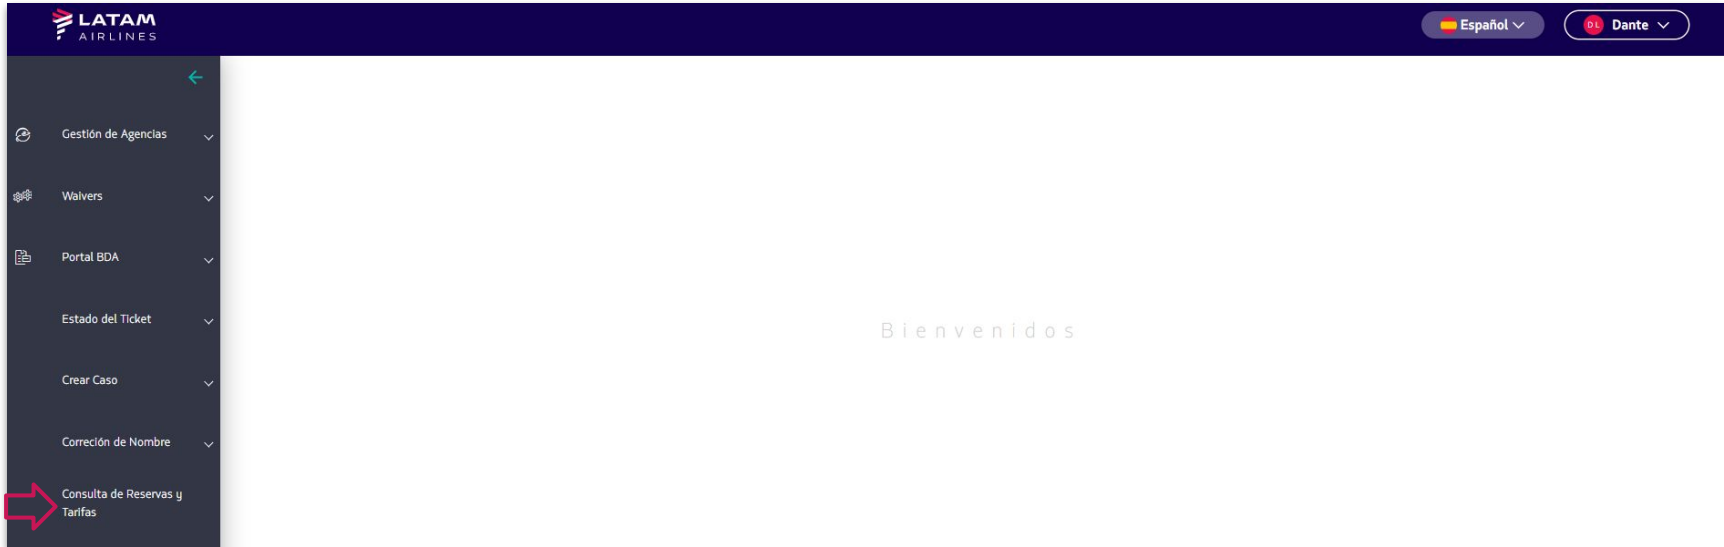 LATAM
AIRLINES
Español
DL Dante
Gestión de Agencias
Waivers
Portal BDA
Estado del Ticket
Bienvenidos
Crear Caso
Correción de Nombre
Consulta de Reservas y
Tarifas